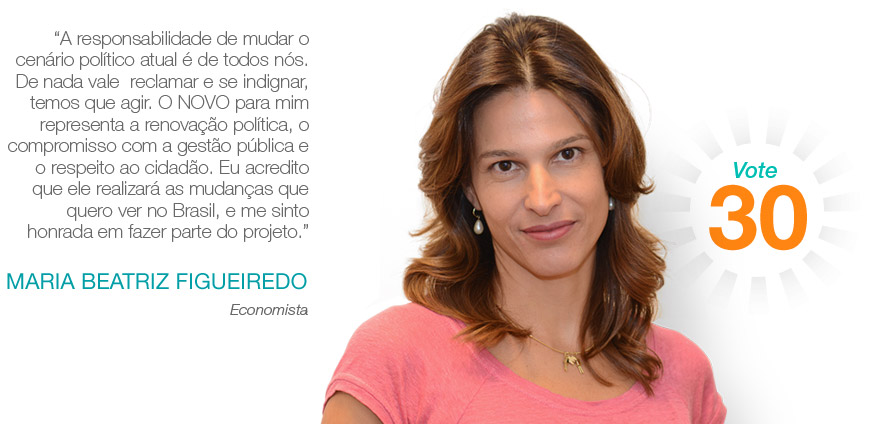 “A responsabilidade de mudar o
cenário político atual é de todos nós.
De nada vale  reclamar e se indignar,
temos que agir. O NOVO para mim
representa a renovação política, o
compromisso com a gestão pública e
o respeito ao cidadão. Eu acredito
que ele realizará as mudanças que
quero ver no Brasil, e me sinto
honrada em fazer parte do projeto.”
MARIA BEATRIZ FIGUEIREDO
Economista
Vote
30